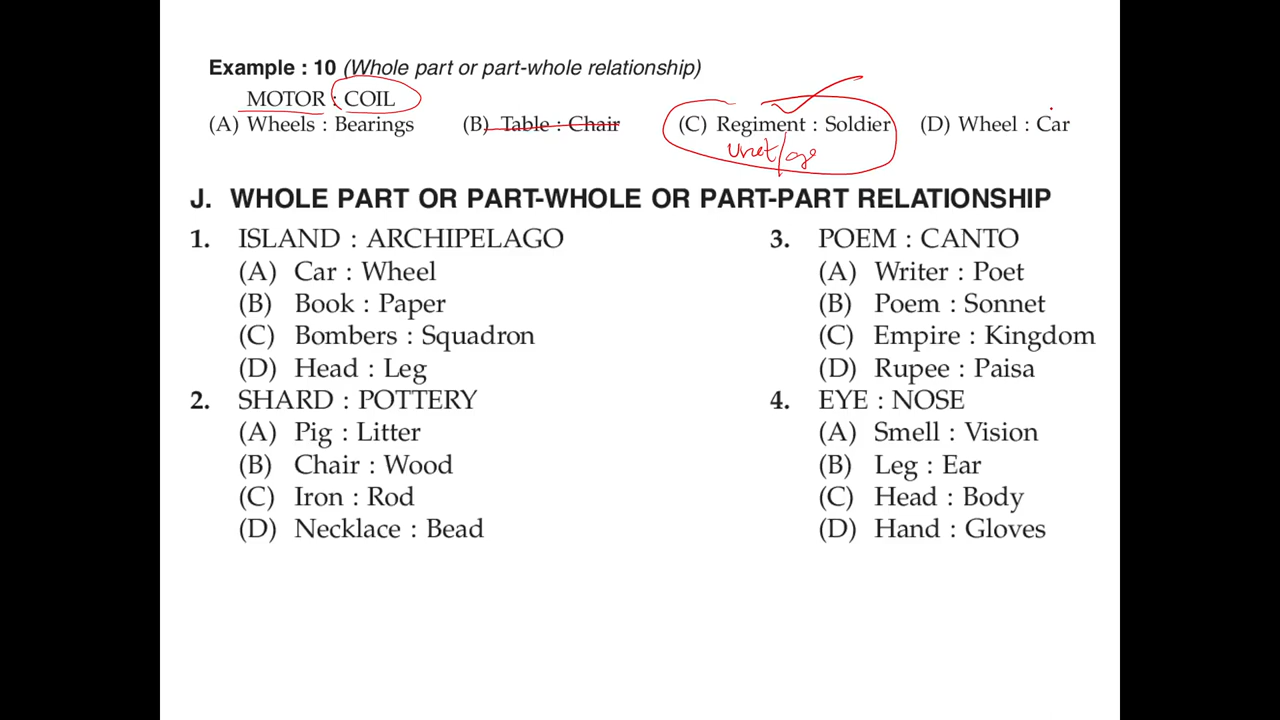 Example : 10 (Whole part or part-whole relationship)
MOTOR : COIL
(A) Wheels : Bearings (B) Table : Chair (C) Regiment : Soldier (D) Wheel : Car
J. WHOLE PART OR PART-WHOLE OR PART-PART RELATIONSHIP
1. ISLAND : ARCHIPELAGO
(A) Car : Wheel
(B) Book : Paper
(C) Bombers : Squadron
(D) Head : Leg
2. SHARD : POTTERY
(A) Pig : Litter
(B) Chair : Wood
(C) Iron : Rod
(D) Necklace : Bead
3. POEM : CANTO
(A) Writer : Poet
(B) Poem : Sonnet
(C) Empire : Kingdom
(D) Rupee : Paisa
4. EYE : NOSE
(A) Smell : Vision
(B) Leg : Ear
(C) Head : Body
(D) Hand : Gloves